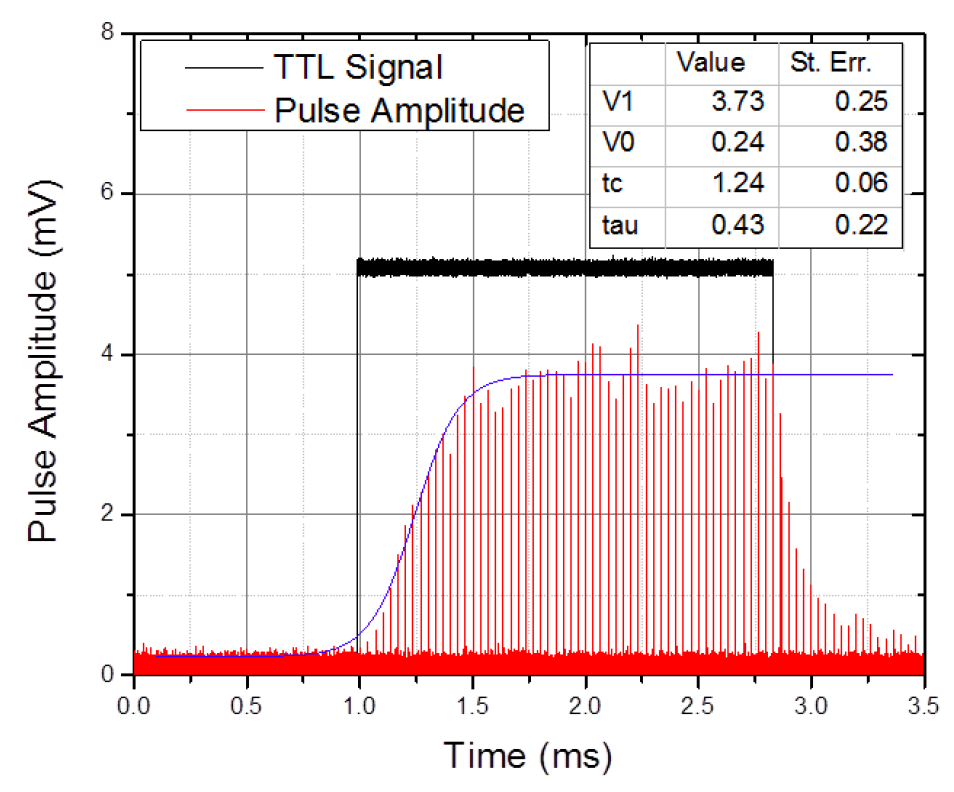 8
6
4
2
0
Pulse Amplitude (mV)
TTL Signal
Pulse Amplitude
Value St. Err.
V1 3.73 0.25
V0 0.24 0.38
tc 1.24 0.06
tau 0.43 0.22
0.0 0.5 1.0 1.5 2.0 2.5 3.0 3.5
Time (ms)